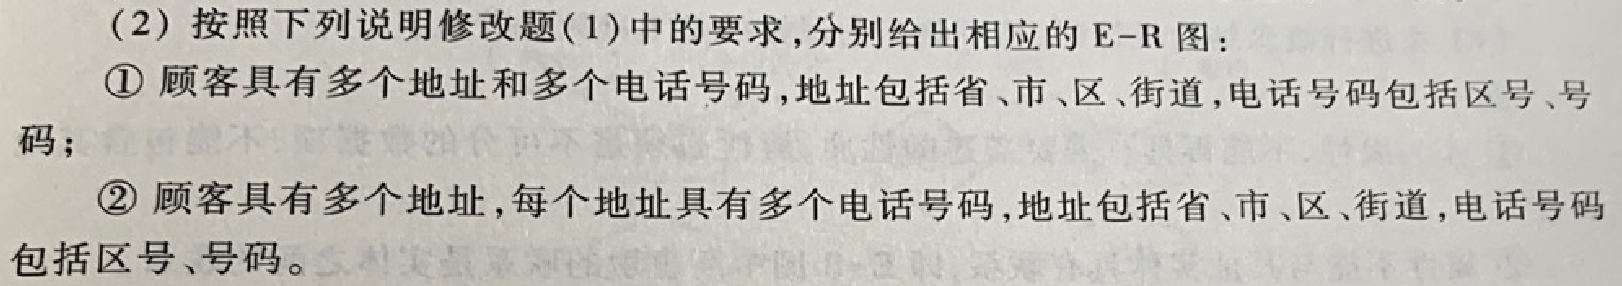 (2) 按照下列说明修改题(1)中的要求,分别给出相应的 E-R 图:
① 顾客具有多个地址和多个电话号码,地址包括省、市、区、街道,电话号码包括区号、号
码;
② 顾客具有多个地址,每个地址具有多个电话号码,地址包括省、市、区、街道,电话号码
包括区号、号码。